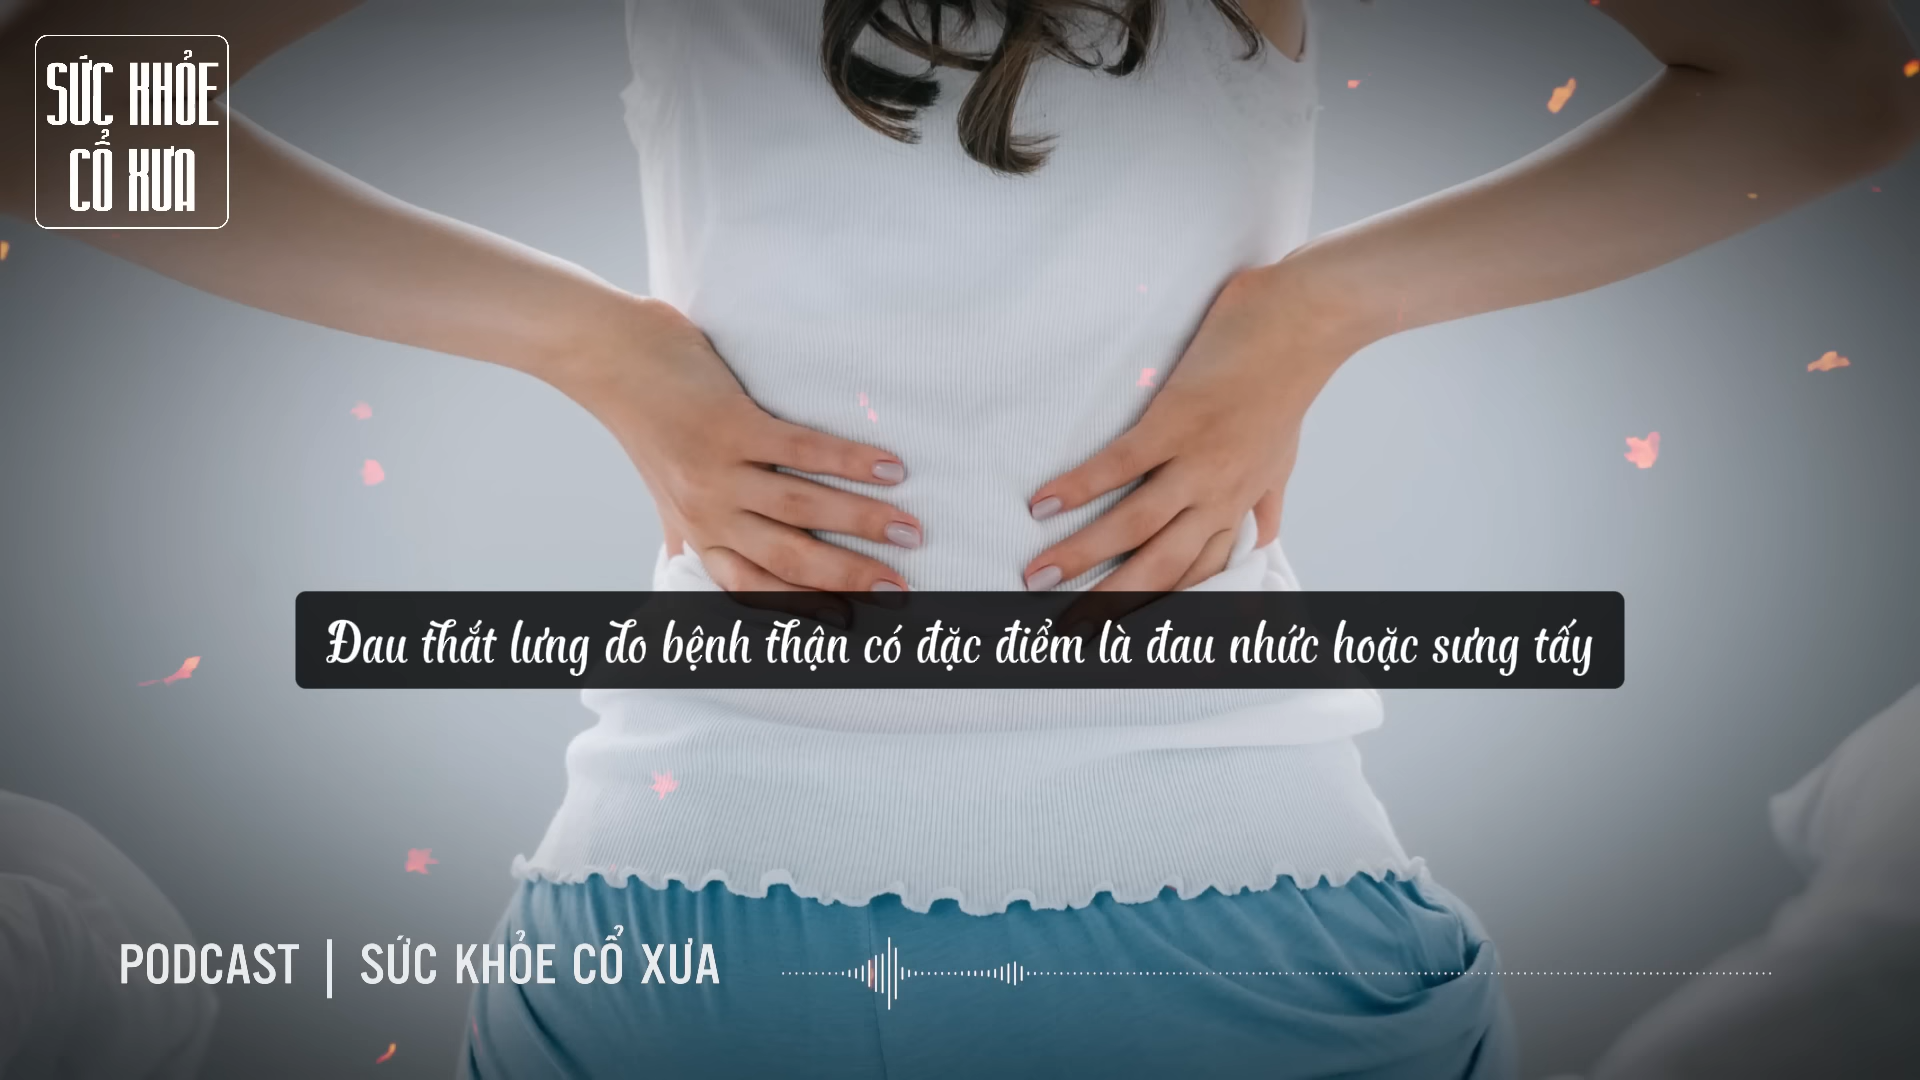 SỨC KHỎE
CỔ XƯA
Đau thắt lưng do bệnh thận có đặc điểm là đau nhức hoặc sưng tấy
PODCAST | SỨC KHỎE CỔ XƯA